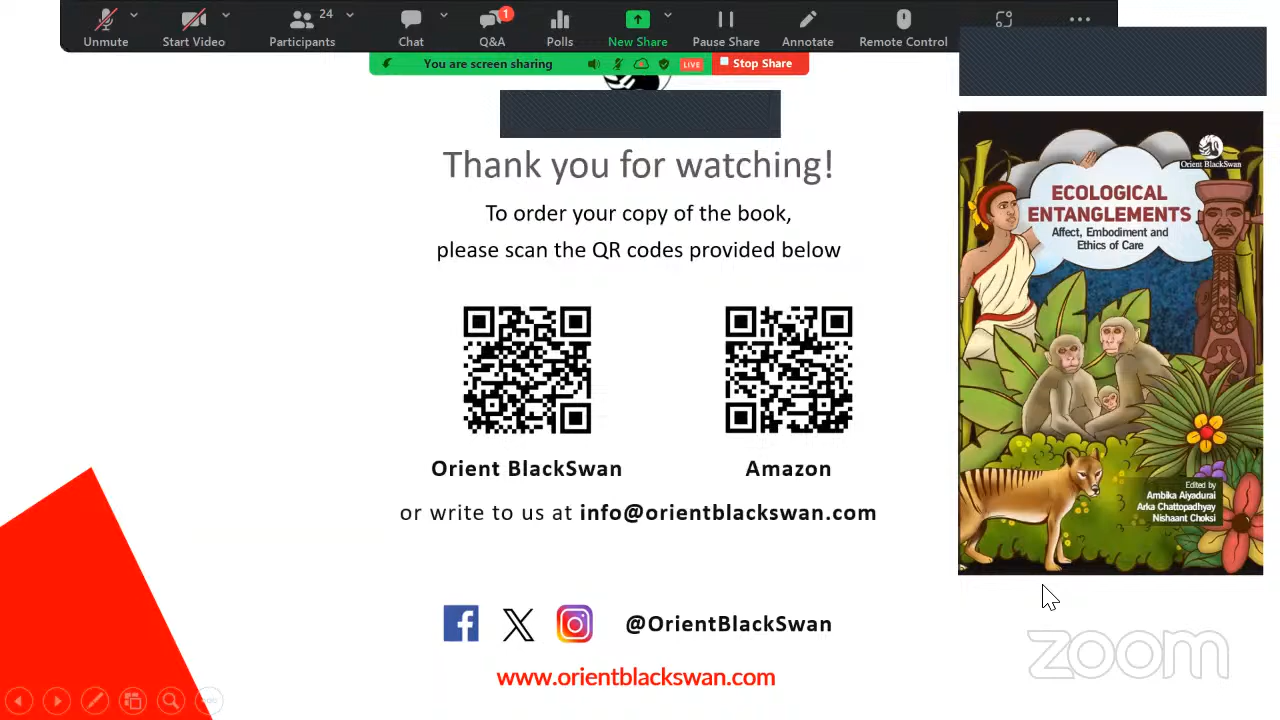 Unmute
Start Video
24
Participants
Chat
1
Q&A
Polls
New Share
Pause Share
Annotate
Remote Control
You are screen sharing
LIVE
Stop Share
Thank you for watching!
To order your copy of the book,
please scan the QR codes provided below
Orient BlackSwan
Amazon
or write to us at info@orientblackswan.com
@OrientBlackSwan
www.orientblackswan.com
Orient BlackSwan
ECOLOGICAL
ENTANGLEMENTS
Affect, Embodiment and
Ethics of Care
Edited by
Ambika Aiyadurai
Arka Chattopadhyay
Nishaant Choksi
zoom